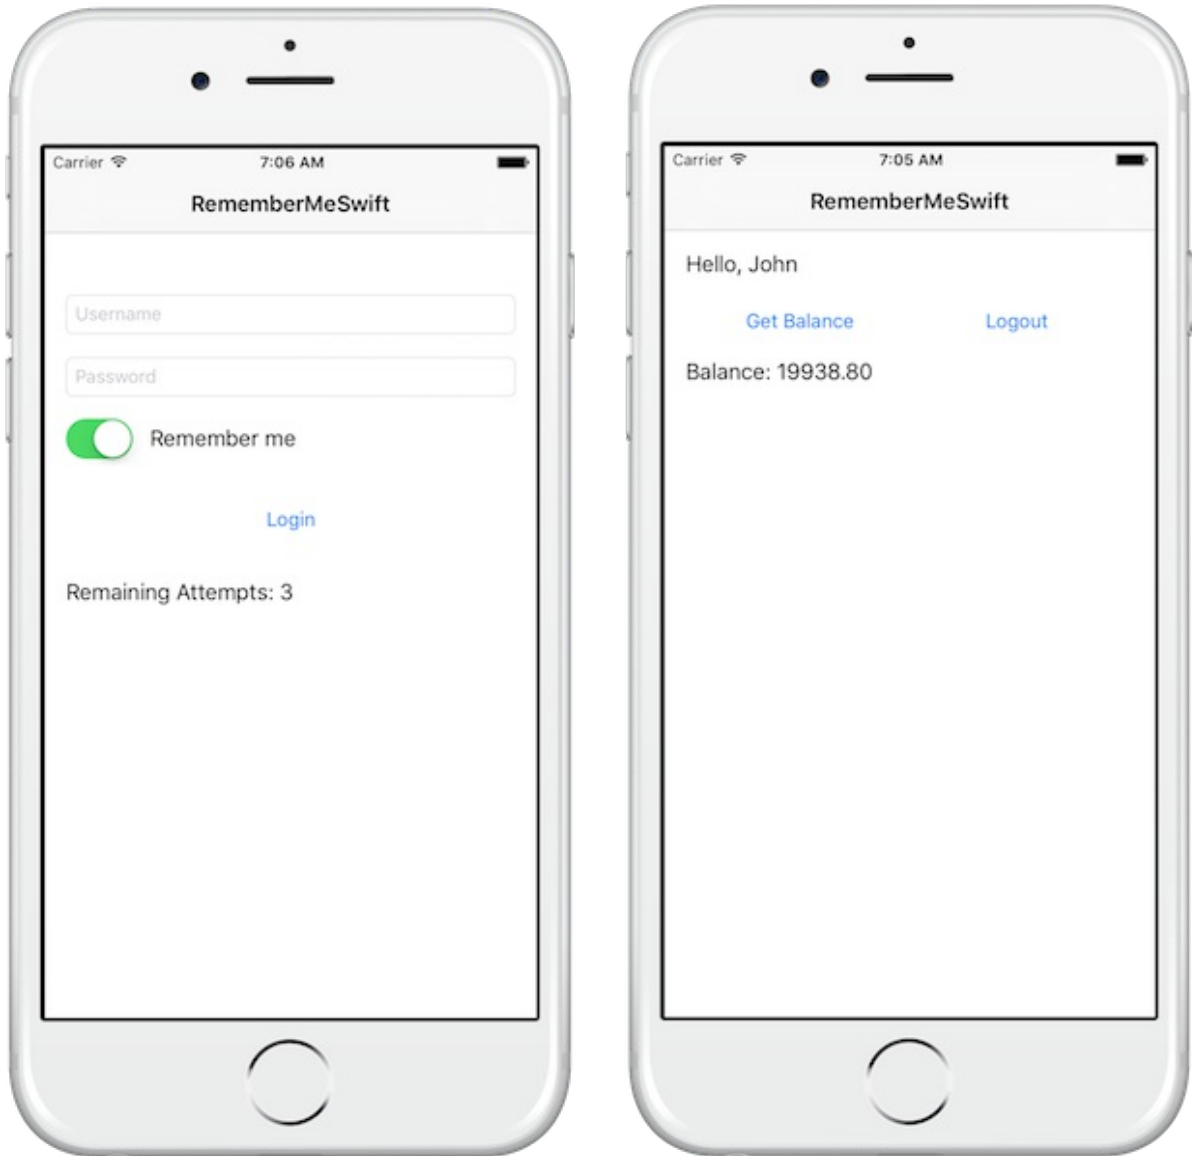 Carrier 7:06 AM
RememberMeSwift
Username
Password
Remember me
Login
Remaining Attempts: 3
Carrier 7:05 AM
RememberMeSwift
Hello, John
Get Balance Logout
Balance: 19938.80